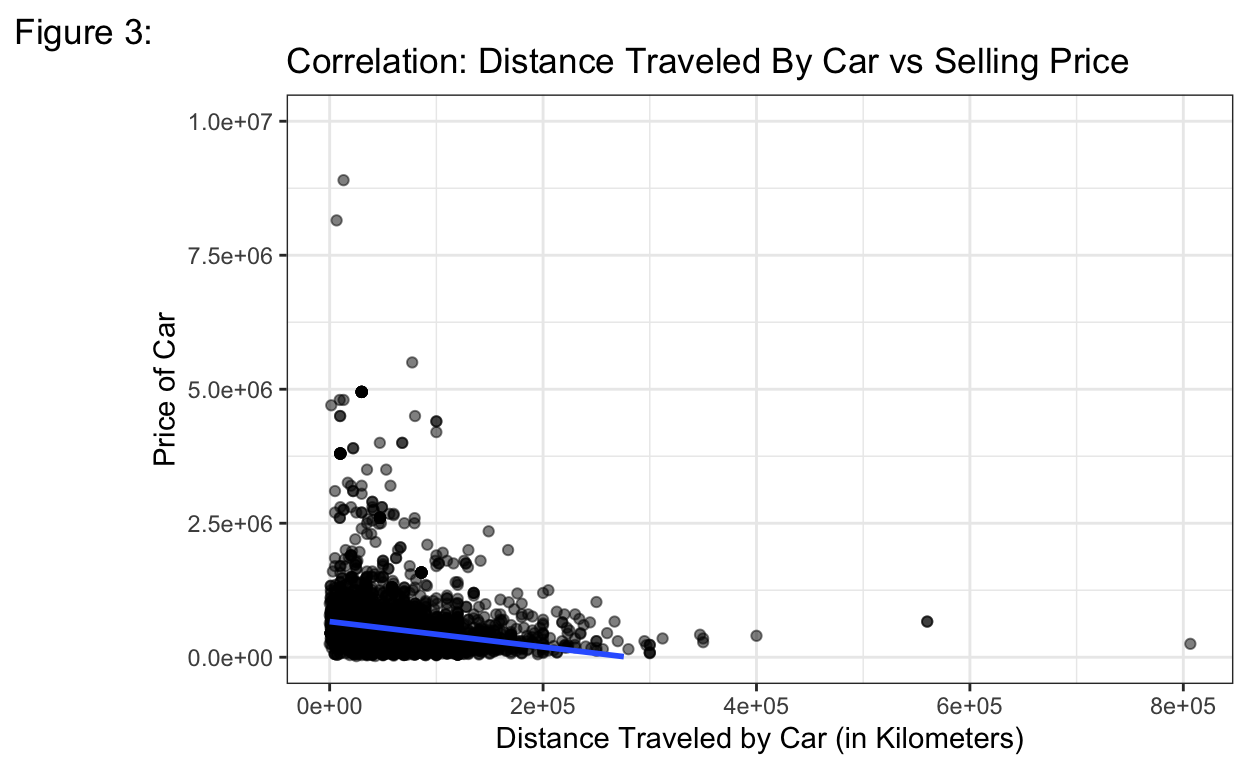 Figure 3:
Correlation: Distance Traveled By Car vs Selling Price
1.0e+07
7.5e+06
5.0e+06
2.5e+06
0.0e+00
Price of Car
0e+00 2e+05 4e+05 6e+05 8e+05
Distance Traveled by Car (in Kilometers)